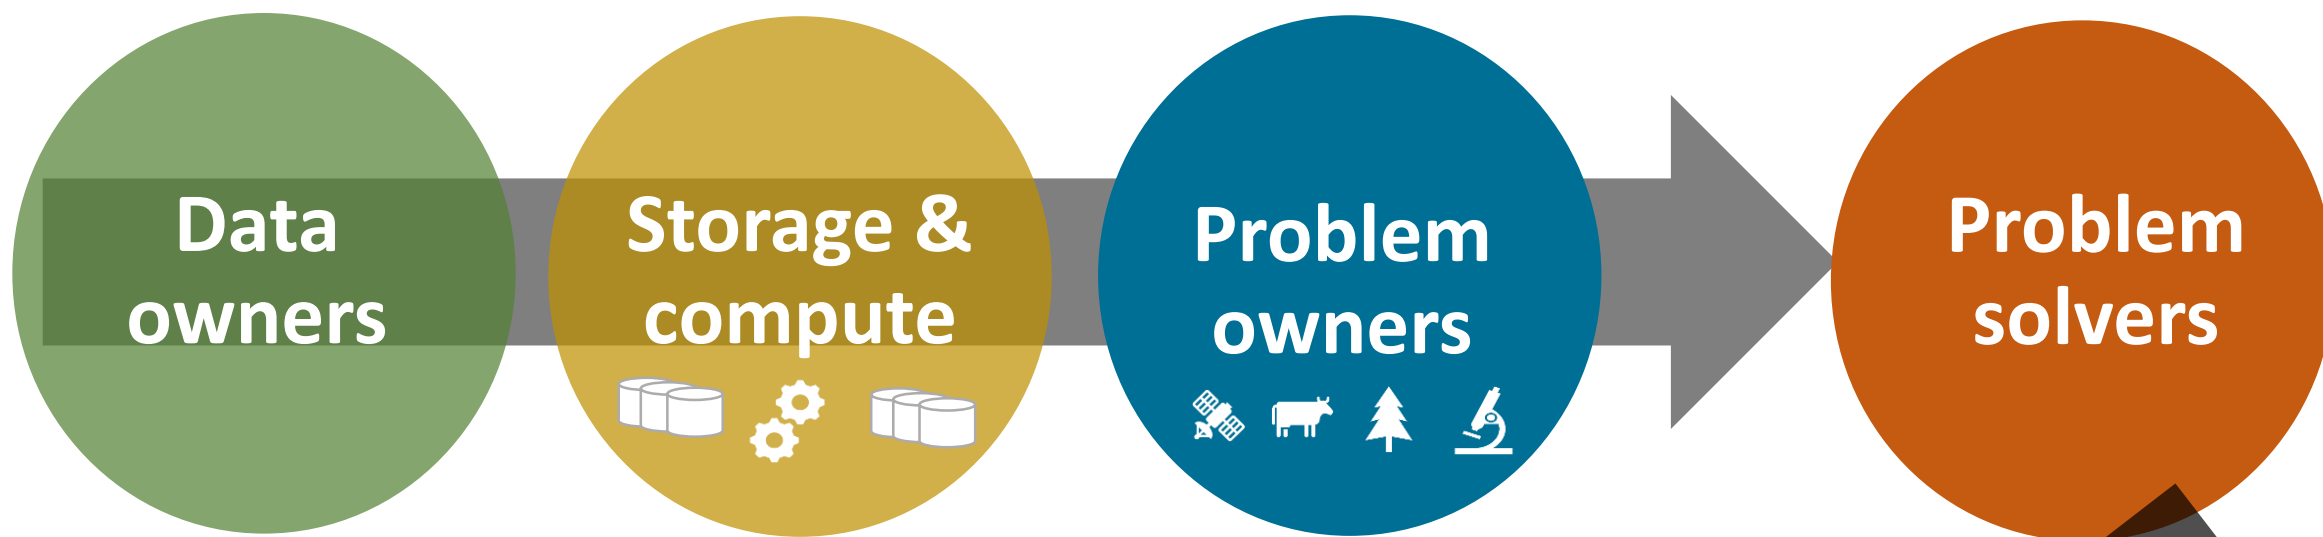 Data
owners
Storage &
compute
Problem
owners
Problem
solvers